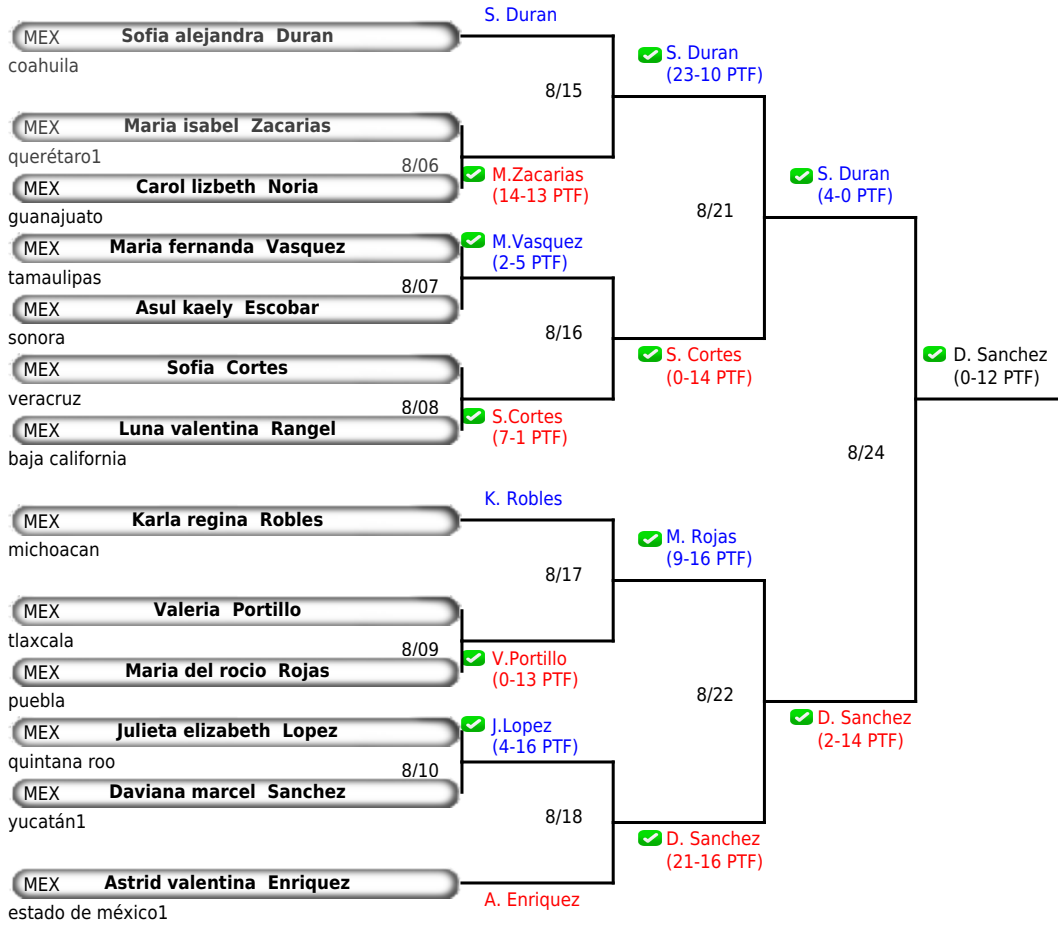 S. Duran
MEX Sofia alejandra Duran
coahuila
S. Duran
(23-10 PTF)
8/15
MEX Maria isabel Zacarias
querétaro1
8/06
M.Zacarias
(14-13 PTF)
MEX Carol lizbeth Noria
guanajuato
S. Duran
(4-0 PTF)
8/21
MEX Maria fernanda Vasquez
tamaulipas
M.Vasquez
(2-5 PTF)
8/07
MEX Asul kaely Escobar
sonora
8/16
MEX Sofia Cortes
veracruz
S. Cortes
(0-14 PTF)
D. Sanchez
(0-12 PTF)
8/08
S.Cortes
(7-1 PTF)
MEX Luna valentina Rangel
baja california
8/24
K. Robles
MEX Karla regina Robles
michoacan
M. Rojas
(9-16 PTF)
8/17
MEX Valeria Portillo
tlaxcala
8/09
V.Portillo
(0-13 PTF)
MEX Maria del rocio Rojas
puebla
8/22
MEX Julieta elizabeth Lopez
quintana roo
J.Lopez
(4-16 PTF)
D. Sanchez
(2-14 PTF)
8/10
MEX Daviana marcel Sanchez
yucatán1
8/18
D. Sanchez
(21-16 PTF)
MEX Astrid valentina Enriquez
estado de méxico1
A. Enriquez